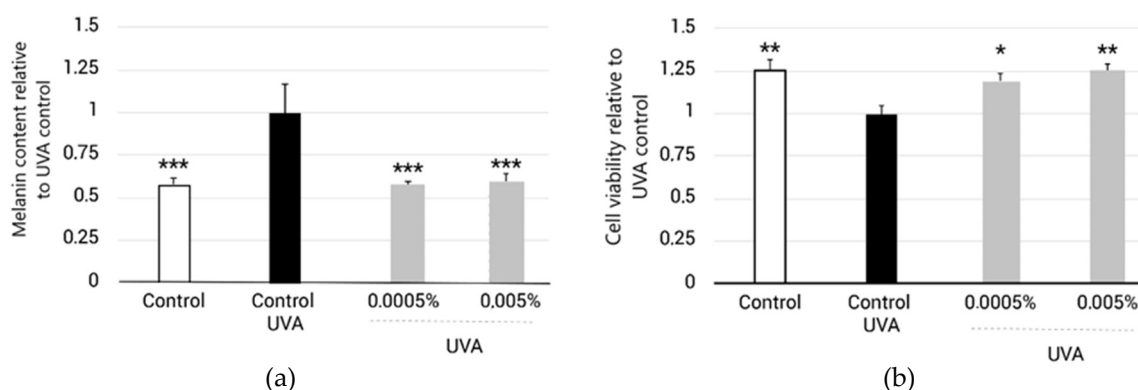 Melanin content relative
to UVA control
1.5
1.25
1
0.75
0.5
0.25
0
***
***
***
Control
Control
UVA
0.0005%
0,005%
UVA
(a)
Cell viability relative to
UVA control
1.5
1.25
1
0.75
0.5
0.25
0
**
*
**
Control
Control
UVA
0.0005%
0.005%
UVA
(b)